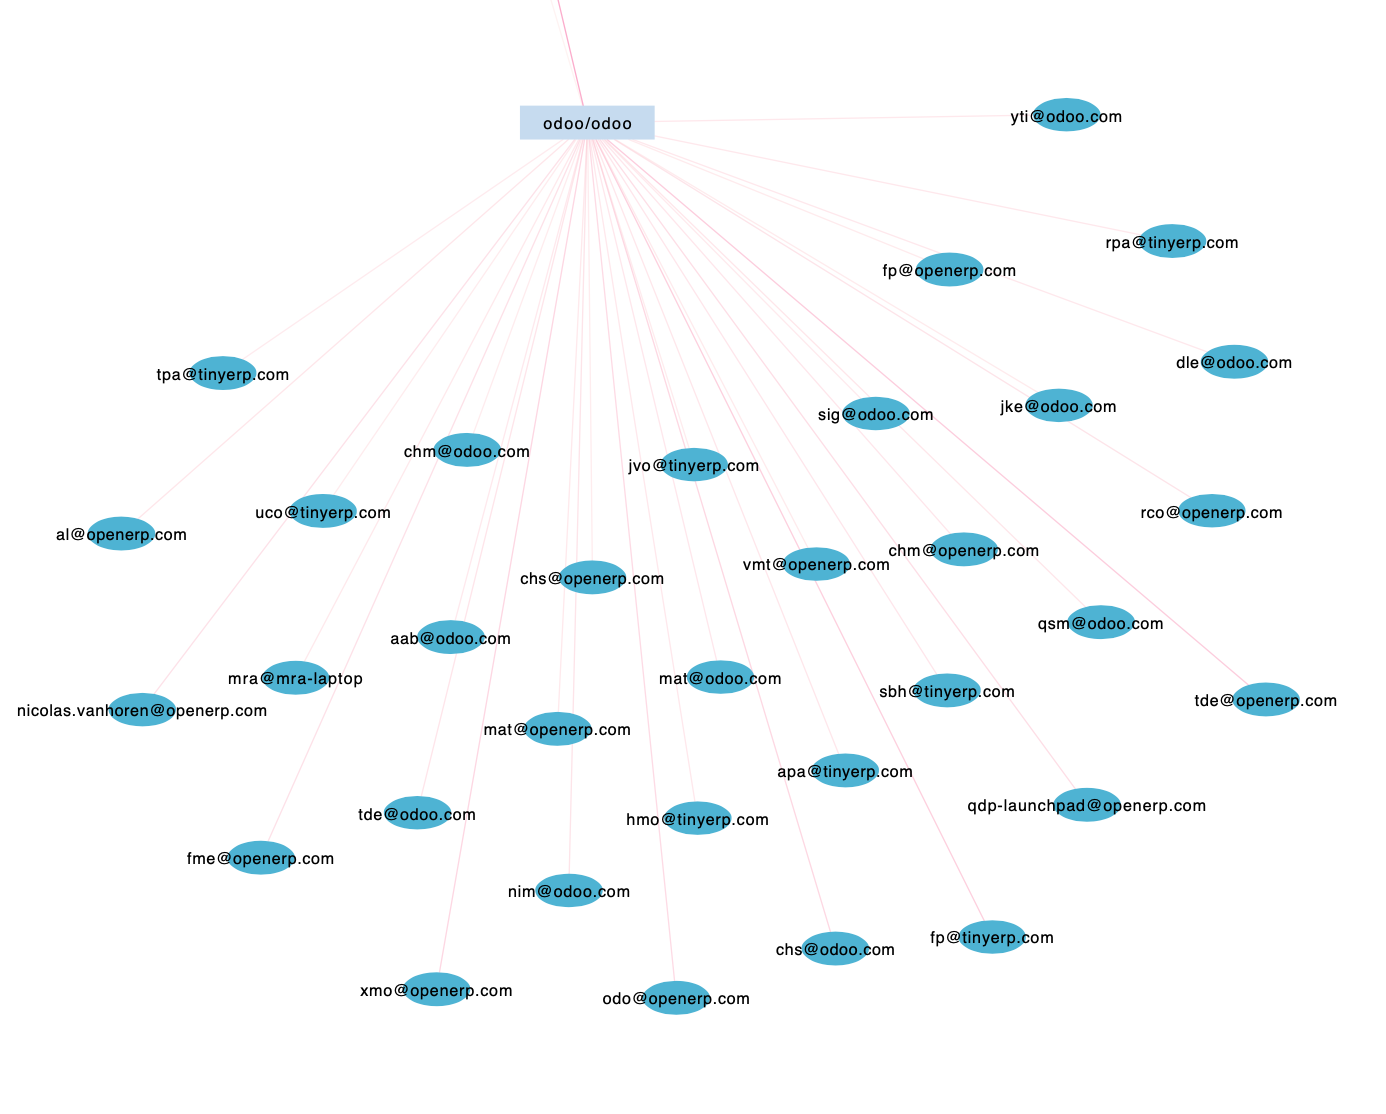 odoo/odoo
yti@odoo.com
rpa@tinyerp.com
fp@openerp.com
dle@odoo.com
tpa@tinyerp.com
jke@odoo.com
sig@odoo.com
chm@odoo.com
jvo@tinyerp.com
uco@tinyerp.com
rco@openerp.com
al@openerp.com
chm@openerp.com
vmt@openerp.com
chs@openerp.com
qsm@odoo.com
aab@odoo.com
mra@mra-laptop
mat@odoo.com
sbh@tinyerp.com
tde@openerp.com
nicolas.vanhoren@openerp.com
mat@openerp.com
apa@tinyerp.com
qdp-launchpad@openerp.com
tde@odoo.com
hmo@tinyerp.com
fme@openerp.com
nim@odoo.com
fp@tinyerp.com
chs@odoo.com
xmo@openerp.com
odo@openerp.com